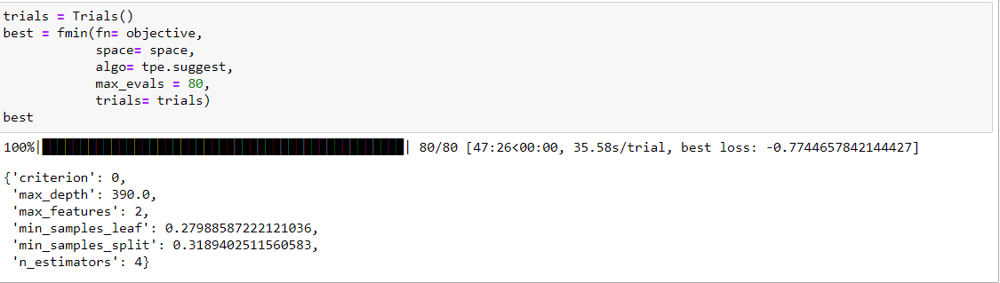 trials = Trials()
best = fmin(fn= objective,
            space= space,
            algo= tpe.suggest,
            max_evals = 80,
            trials= trials)
best
100%|██████████| 80/80 [47:26<00:00, 35.58s/trial, best loss: -0.7744657842144427]
{'criterion': 0,
 'max_depth': 390.0,
 'max_features': 2,
 'min_samples_leaf': 0.27988587222121036,
 'min_samples_split': 0.3189402511560583,
 'n_estimators': 4}